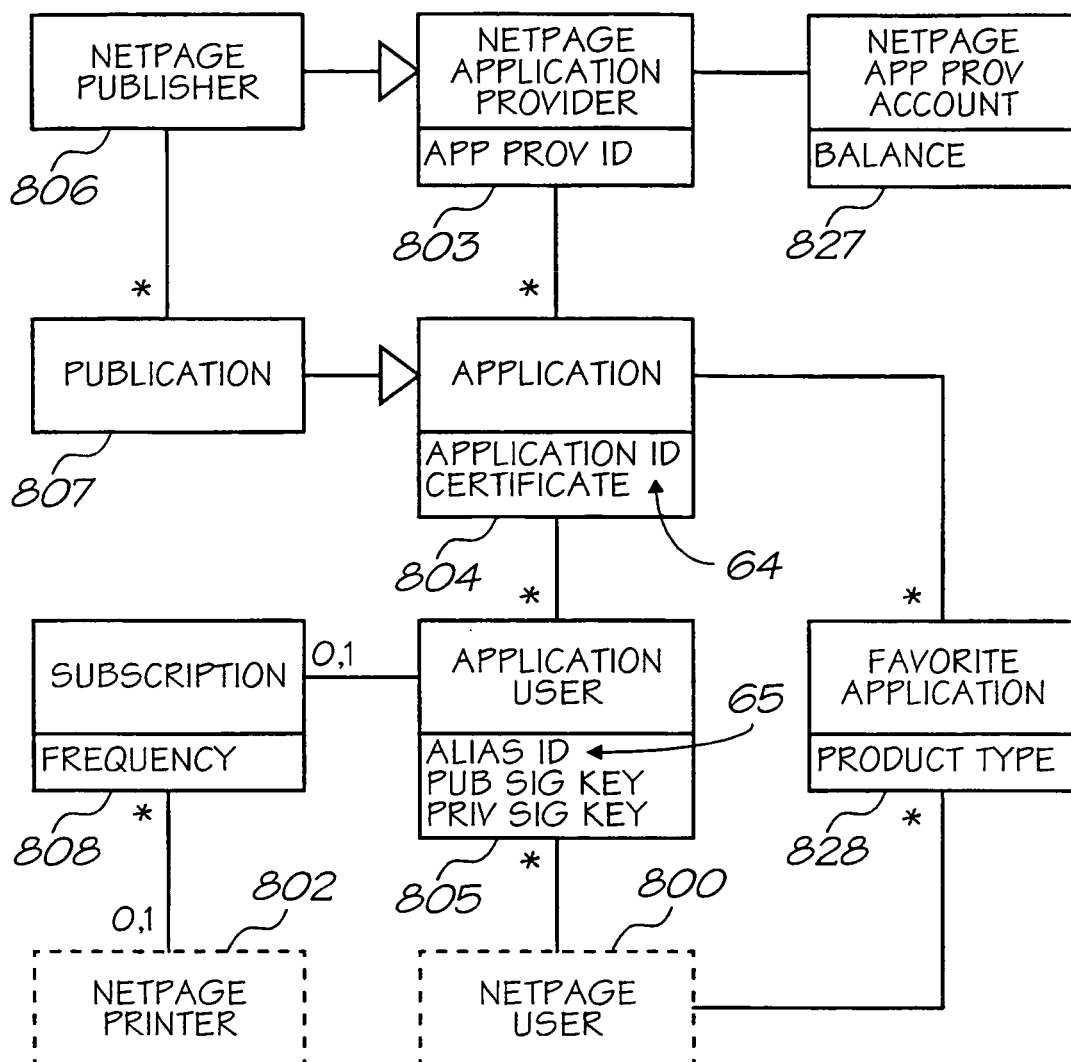 NETPAGE
PUBLISHER
NETPAGE
APPLICATION
PROVIDER
APP PROV ID
NETPAGE
APP PROV
ACCOUNT
BALANCE
806
803
827
*
*
PUBLICATION
APPLICATION
APPLICATION ID
CERTIFICATE
807
804
64
*
*
SUBSCRIPTION
0,1
APPLICATION
USER
FAVORITE
APPLICATION
65
FREQUENCY
ALIAS ID
PUB SIG KEY
PRIV SIG KEY
PRODUCT TYPE
*
*
*
808
805
828
802
800
0,1
NETPAGE
PRINTER
NETPAGE
USER